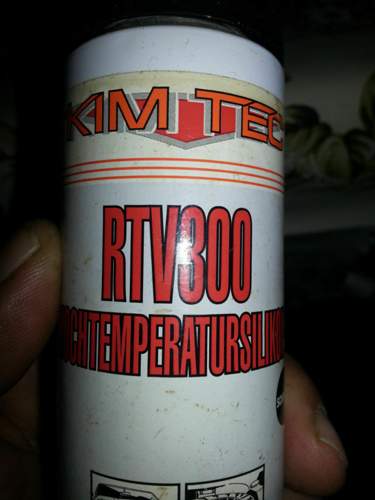 KIM TEC
RTV300
HOCHTEMPERATURSILIKON